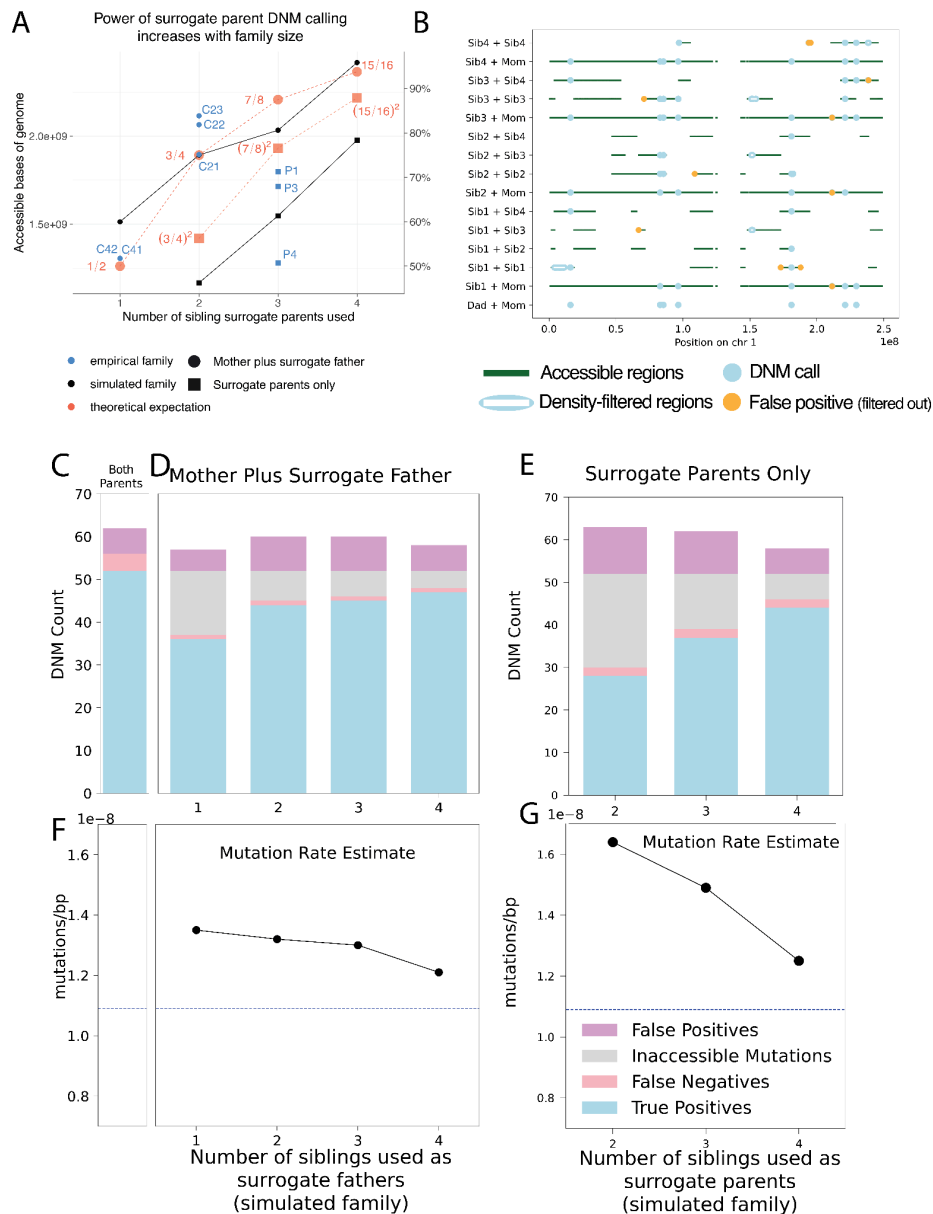 A
Power of surrogate parent DNM calling
increases with family size
Accessible bases of genome
2.0e+09
1.5e+09
90%
80%
70%
60%
50%
15/16
7/8
(15/16)²
C23
C22
3/4
(7/8)²
C21
P1
P3
C42 C41
(3/4)²
P4
1/2
1
2
3
4
Number of sibling surrogate parents used
empirical family
Mother plus surrogate father
simulated family
Surrogate parents only
theoretical expectation
B
Sib4 + Sib4
Sib4 + Mom
Sib3 + Sib4
Sib3 + Sib3
Sib3 + Mom
Sib2 + Sib4
Sib2 + Sib3
Sib2 + Sib2
Sib2 + Mom
Sib1 + Sib4
Sib1 + Sib3
Sib1 + Sib2
Sib1 + Sib1
Sib1 + Mom
Dad + Mom
0.0
0.5
1.0
1.5
2.0
2.5
Position on chr 1
1e8
Accessible regions
DNM call
Density-filtered regions
False positive (filtered out)
C
Both
Parents
DNM Count
70
60
50
40
30
20
10
0
D
Mother Plus Surrogate Father
1
2
3
4
E
Surrogate Parents Only
DNM Count
70
60
50
40
30
20
10
0
2
3
4
F
1e−8
mutations/bp
1.6
1.4
1.2
1.0
0.8
Mutation Rate Estimate
1
2
3
4
Number of siblings used as
surrogate fathers
(simulated family)
G
1e−8
mutations/bp
1.6
1.4
1.2
1.0
0.8
Mutation Rate Estimate
False Positives
Inaccessible Mutations
False Negatives
True Positives
2
3
4
Number of siblings used as
surrogate parents
(simulated family)